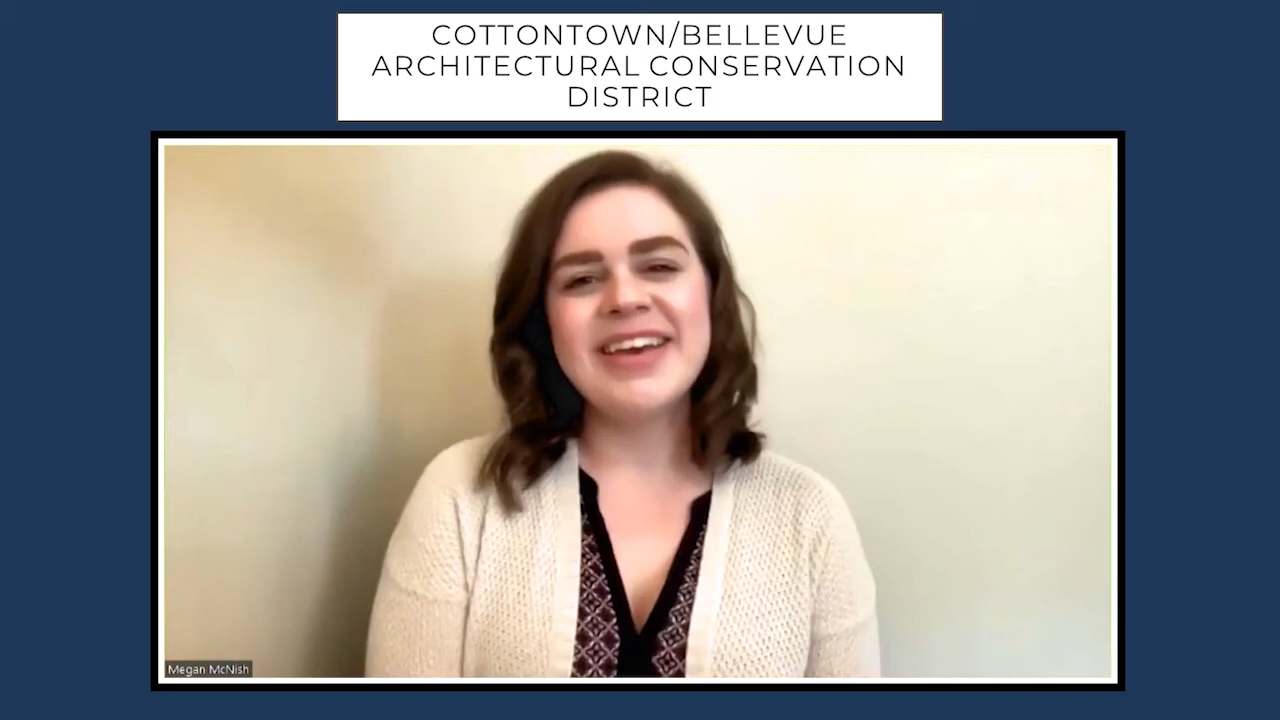 COTTONTOWN/BELLEVUE
ARCHITECTURAL CONSERVATION
DISTRICT
Megan McNish